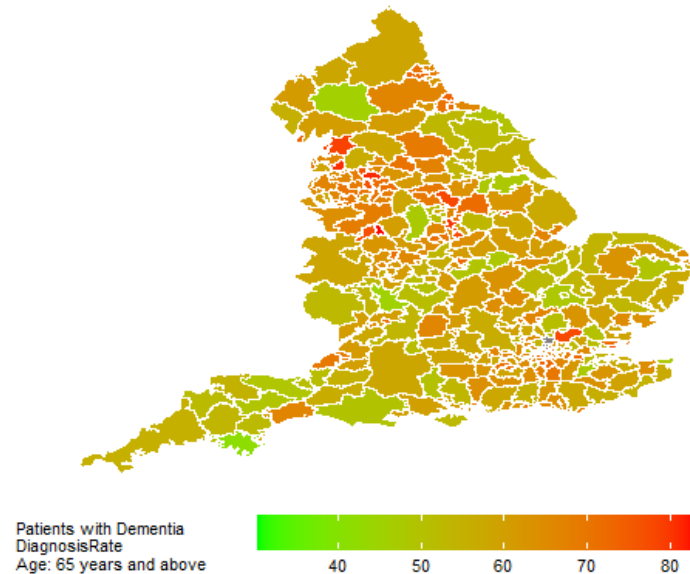 Patients with Dementia
DiagnosisRate
Age: 65 years and above
40 50 60 70 80